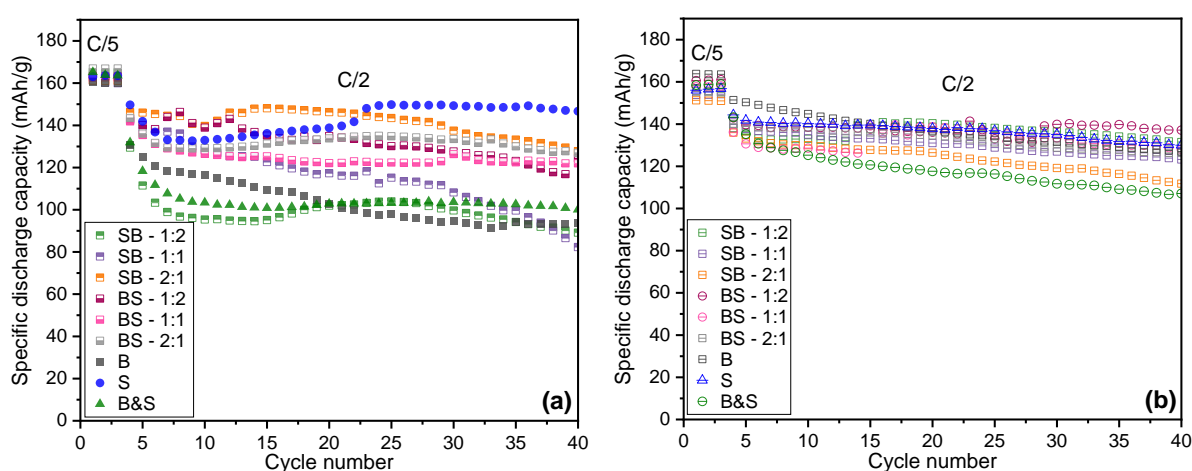 180
160
140
120
100
80
60
40
20
0
Specific discharge capacity (mAh/g)
C/5
C/2
SB - 1:2
SB - 1:1
SB - 2:1
BS - 1:2
BS - 1:1
BS - 2:1
B
S
B&S
(a)
0 5 10 15 20 25 30 35 40
Cycle number
180
160
140
120
100
80
60
40
20
0
Specific discharge capacity (mAh/g)
C/5
C/2
SB - 1:2
SB - 1:1
SB - 2:1
BS - 1:2
BS - 1:1
BS - 2:1
B
S
B&S
(b)
0 5 10 15 20 25 30 35 40
Cycle number